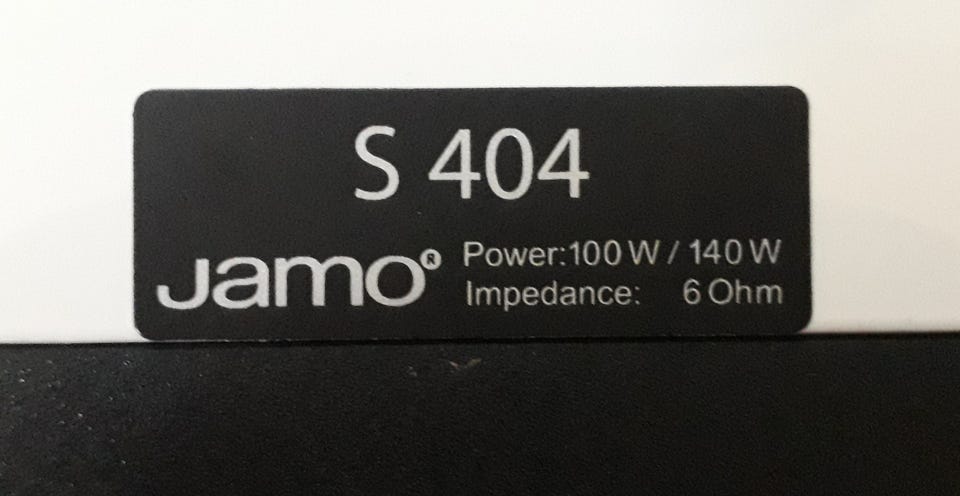 S 404
Jamo®
Power:100 W / 140 W
Impedance: 6 Ohm